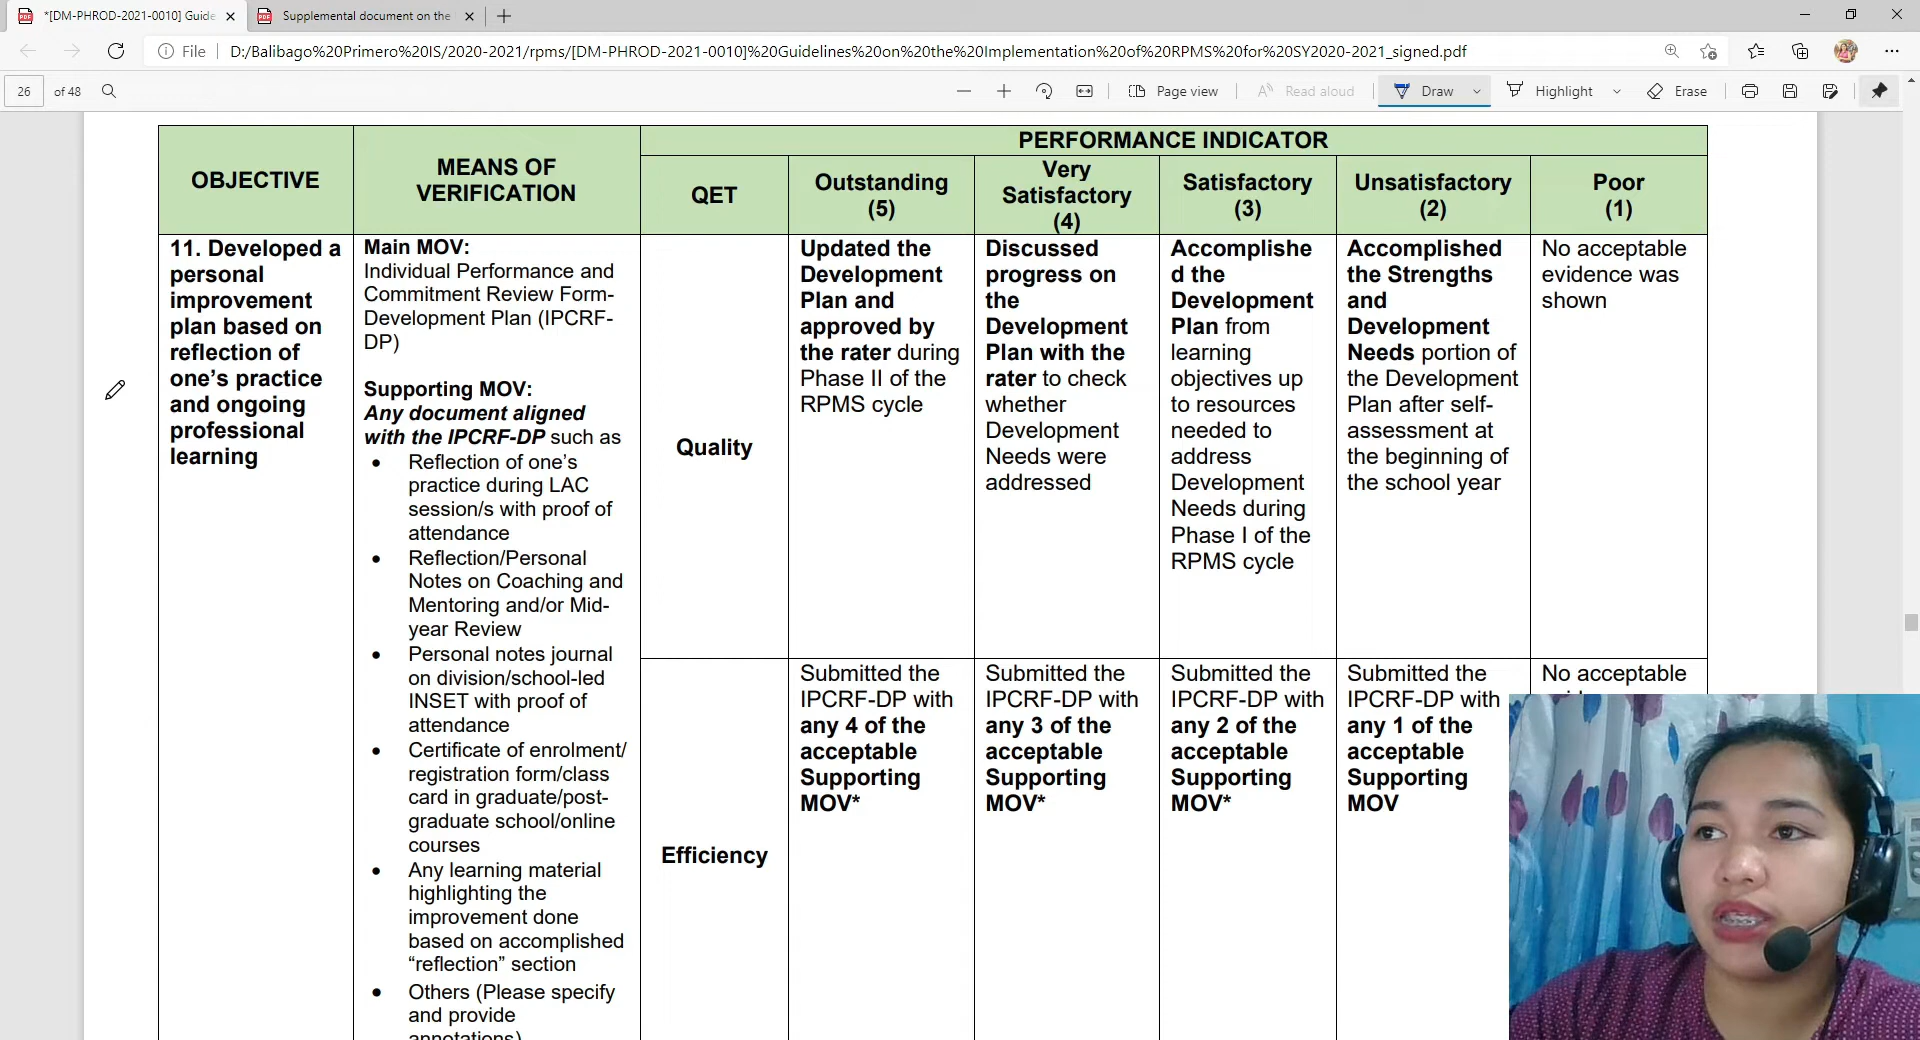 *[DM-PHROD-2021-0010] Guide
Supplemental document on the
File
D:/Balibago%20Primero%20IS/2020-2021/rpms/[DM-PHROD-2021-0010]%20Guidelines%20on%20the%20Implementation%20of%20RPMS%20for%20SY2020-2021_signed.pdf
26 of 48
Page view
Read aloud
Draw
Highlight
Erase
OBJECTIVE
MEANS OF
VERIFICATION
PERFORMANCE INDICATOR
QET
Outstanding
(5)
Very
Satisfactory
(4)
Satisfactory
(3)
Unsatisfactory
(2)
Poor
(1)
11. Developed a
personal
improvement
plan based on
reflection of
one’s practice
and ongoing
professional
learning
Main MOV:
Individual Performance and
Commitment Review Form-
Development Plan (IPCRF-
DP)
Supporting MOV:
Any document aligned
with the IPCRF-DP such as
• Reflection of one’s
practice during LAC
session/s with proof of
attendance
• Reflection/Personal
Notes on Coaching and
Mentoring and/or Mid-
year Review
• Personal notes journal
on division/school-led
INSET with proof of
attendance
• Certificate of enrolment/
registration form/class
card in graduate/post-
graduate school/online
courses
• Any learning material
highlighting the
improvement done
based on accomplished
“reflection” section
• Others (Please specify
and provide
annotations)
Quality
Updated the
Development
Plan and
approved by
the rater during
Phase II of the
RPMS cycle
Discussed
progress on
the
Development
Plan with the
rater to check
whether
Development
Needs were
addressed
Accomplishe
d the
Development
Plan from
learning
objectives up
to resources
needed to
address
Development
Needs during
Phase I of the
RPMS cycle
Accomplished
the Strengths
and
Development
Needs portion of
the Development
Plan after self-
assessment at
the beginning of
the school year
No acceptable
evidence was
shown
Efficiency
Submitted the
IPCRF-DP with
any 4 of the
acceptable
Supporting
MOV*
Submitted the
IPCRF-DP with
any 3 of the
acceptable
Supporting
MOV*
Submitted the
IPCRF-DP with
any 2 of the
acceptable
Supporting
MOV*
Submitted the
IPCRF-DP with
any 1 of the
acceptable
Supporting
MOV
No acceptable